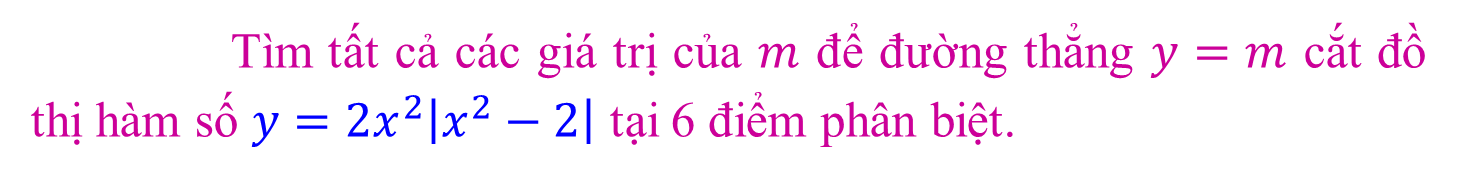 Tìm tất cả các giá trị của m để đường thẳng y = m cắt đồ
thị hàm số y = 2x²|x² − 2| tại 6 điểm phân biệt.